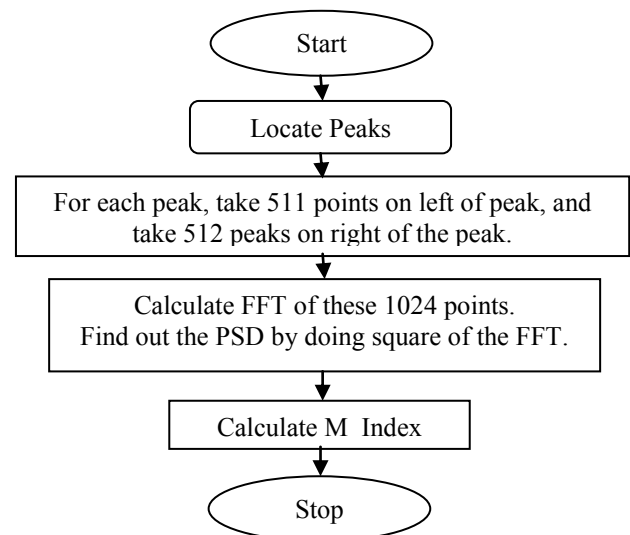 Start
Locate Peaks
For each peak, take 511 points on left of peak, and
take 512 peaks on right of the peak.
Calculate FFT of these 1024 points.
Find out the PSD by doing square of the FFT.
Calculate M Index
Stop